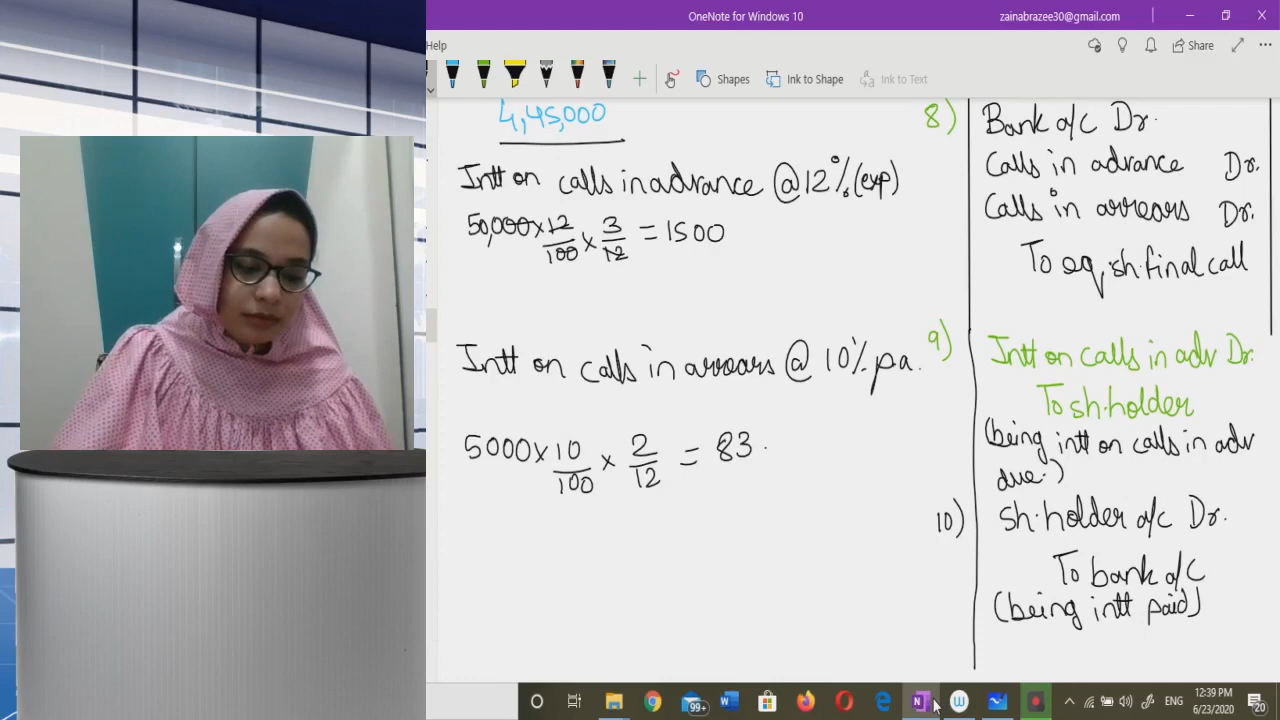 OneNote for Windows 10
zainabrazee30@gmail.com
Help
Share
Shapes
Ink to Shape
Ink to Text
4,45,000
Intt on calls in advance @12% (exp)
50,000 × 12/100 × 3/12 = 1500
Intt on calls in arrears @ 10% pa.
5000 × 10/100 × 2/12 = 83.
8)
Bank a/c Dr.
Calls in advance Dr.
Calls in arrears Dr.
To eq. sh. final call
9)
Intt on calls in adv Dr.
To sh.holder
(being intt on calls in adv
due.)
10)
sh.holder a/c Dr.
To bank a/c
(being intt paid)
99+
ENG
12:39 PM
6/23/2020
20